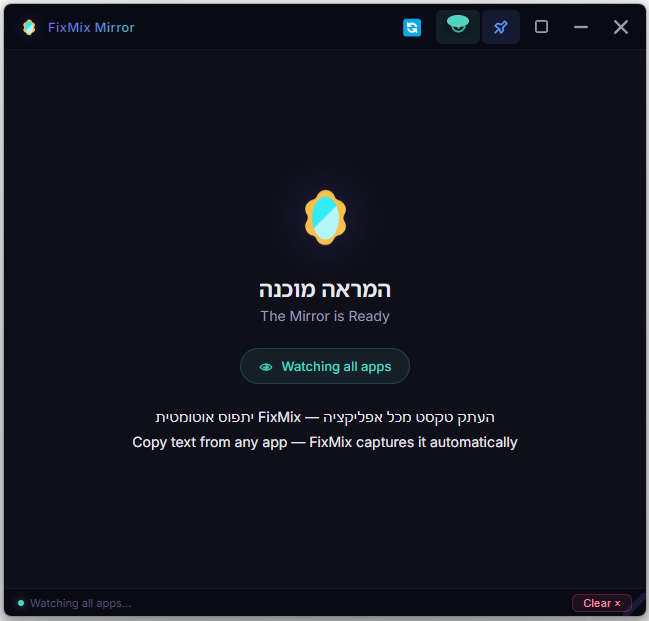 FixMix Mirror
המראה מוכנה
The Mirror is Ready
Watching all apps
העתק טקסט מכל אפליקציה — FixMix יתפוס אוטומטית
Copy text from any app — FixMix captures it automatically
Watching all apps...
Clear ×